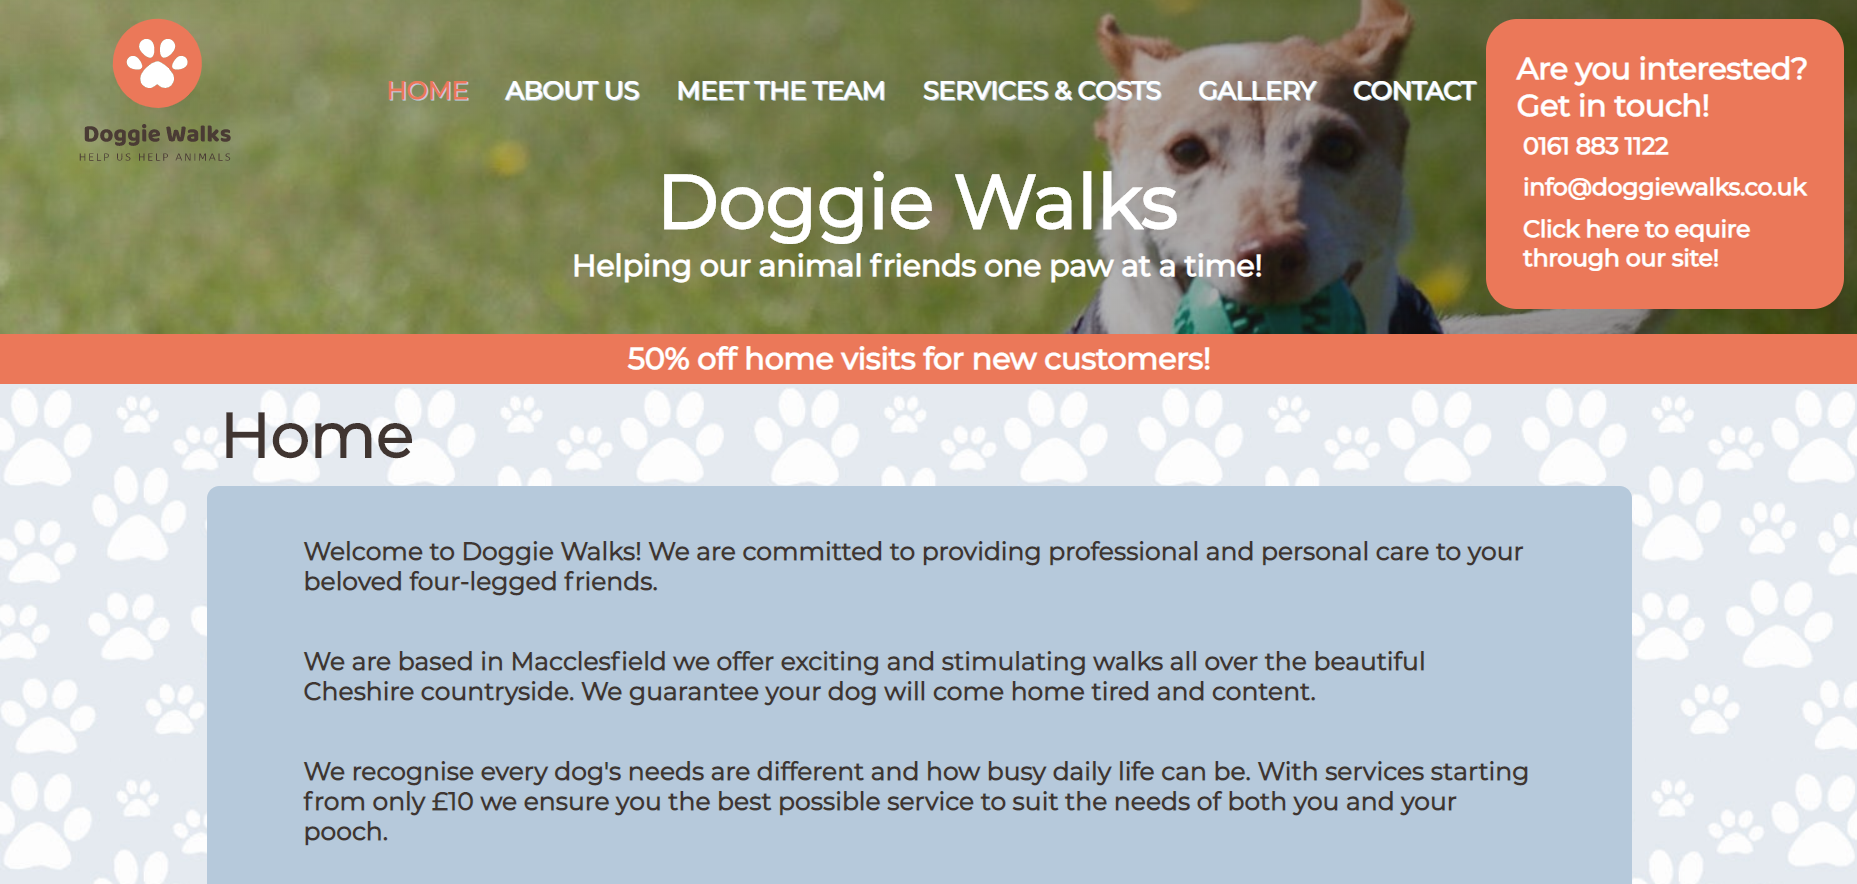 Doggie Walks
HELP US HELP ANIMALS
HOME ABOUT US MEET THE TEAM SERVICES & COSTS GALLERY CONTACT
Doggie Walks
Helping our animal friends one paw at a time!
Are you interested?
Get in touch!
0161 883 1122
info@doggiewalks.co.uk
Click here to equire
through our site!
50% off home visits for new customers!
Home
Welcome to Doggie Walks! We are committed to providing professional and personal care to your
beloved four-legged friends.
We are based in Macclesfield we offer exciting and stimulating walks all over the beautiful
Cheshire countryside. We guarantee your dog will come home tired and content.
We recognise every dog's needs are different and how busy daily life can be. With services starting
from only £10 we ensure you the best possible service to suit the needs of both you and your
pooch.